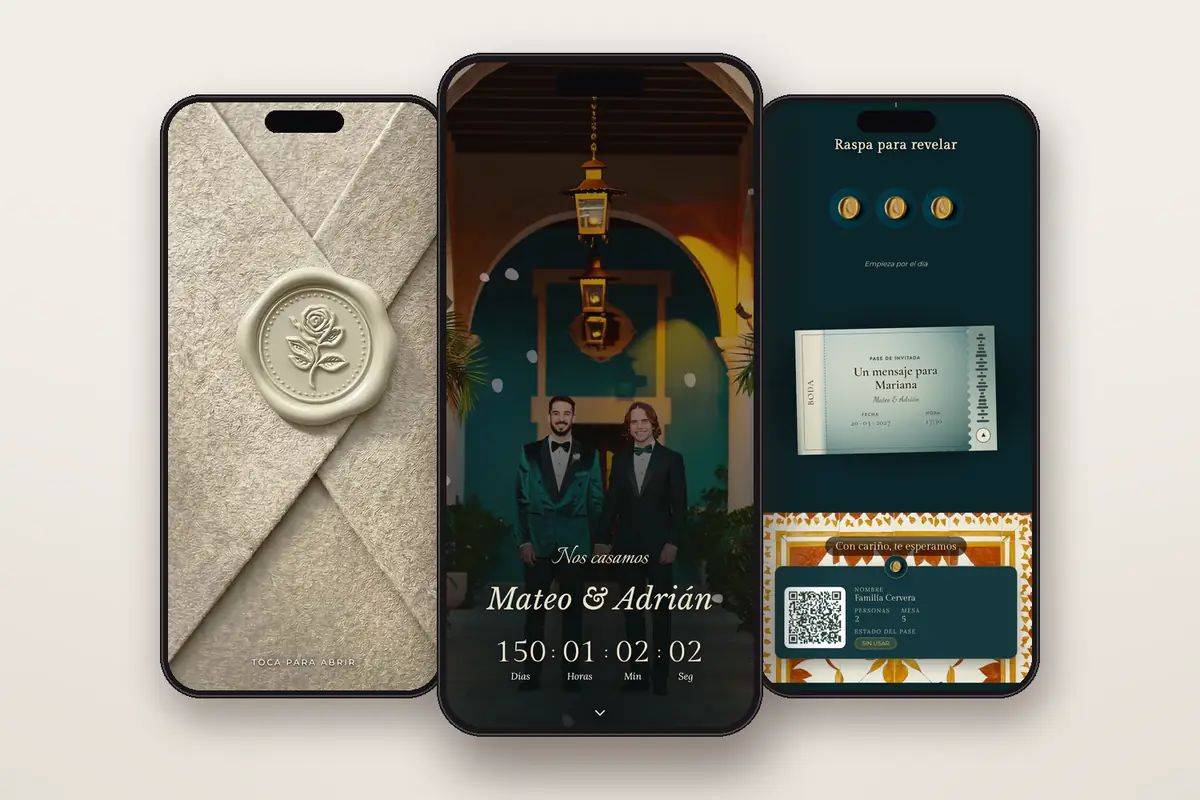 TOCA PARA ABRIR
Nos casamos
Mateo & Adrián
150 : 01 : 02 : 02
Días Horas Min Seg
Raspa para revelar
Empieza por el día
BODA
PASE DE INVITADA
Un mensaje para
Mariana
Mateo & Adrián
FECHA HORA
20·03·2027 17:30
Con cariño, te esperamos
NOMBRE
Familia Cervera
PERSONAS MESA
2 5
ESTADO DEL PASE
SIN USAR